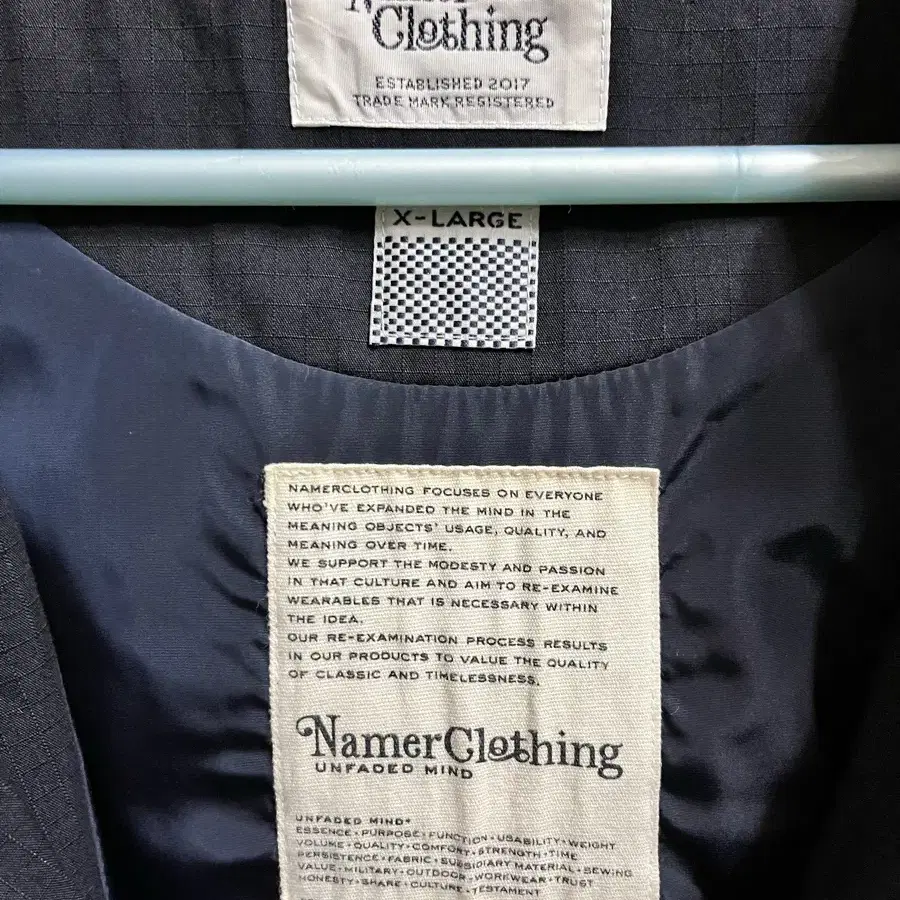 Namer
Clothing
ESTABLISHED 2017
TRADE MARK REGISTERED
X-LARGE
NAMERCLOTHING FOCUSES ON EVERYONE
WHO'VE EXPANDED THE MIND IN THE
MEANING OBJECTS' USAGE, QUALITY, AND
MEANING OVER TIME.
WE SUPPORT THE MODESTY AND PASSION
IN THAT CULTURE AND AIM TO RE-EXAMINE
WEARABLES THAT IS NECESSARY WITHIN
THE IDEA.
OUR RE-EXAMINATION PROCESS RESULTS
IN OUR PRODUCTS TO VALUE THE QUALITY
OF CLASSIC AND TIMELESSNESS.
NamerClothing
UNFADED MIND
UNFADED MIND+
ESSENCE·PURPOSE·FUNCTION·USABILITY·WEIGHT
VOLUME·QUALITY·COMFORT·STRENGTH·TIME
PERSISTENCE·FABRIC·SUBSIDIARY MATERIAL·SEWING
VALUE·MILITARY·OUTDOOR·WORKWEAR·TRUST
HONESTY·SHARE·CULTURE·TESTAMENT